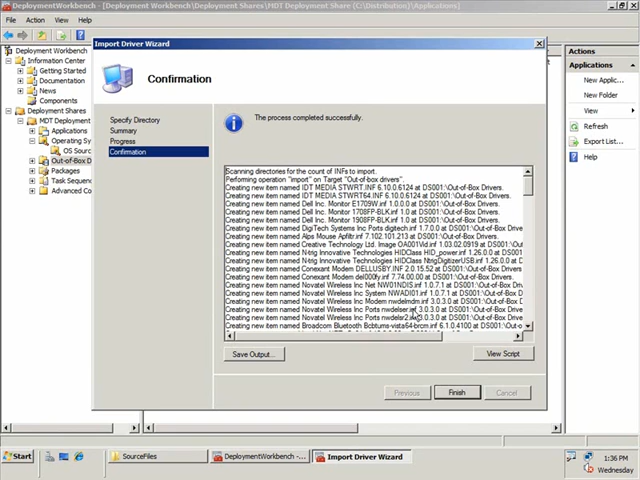 DeploymentWorkbench - [Deployment Workbench\Deployment Shares\MDT Deployment Share (C:\Distribution)\Applications]
File Action View Help
Deployment Workbench
Information Center
Getting Started
Documentation
News
Components
Deployment Shares
MDT Deployment
Applications
Operating Sy
OS Sourc
Out-of-Box D
Packages
Task Sequenc
Advanced Co
Import Driver Wizard
Confirmation
Specify Directory
Summary
Progress
Confirmation
The process completed successfully.
Scanning directories for the count of INFs to import.
Performing operation "import" on Target "Out-of-box drivers".
Creating new item named IDT MEDIA STWRT.INF 6.10.0.6124 at DS001:\Out-of-Box Drivers.
Creating new item named IDT MEDIA STWRT64.INF 6.10.0.6124 at DS001:\Out-of-Box Drivers.
Creating new item named Dell Inc. Monitor E1709W.inf 1.0.0.0 at DS001:\Out-of-Box Drivers.
Creating new item named Dell Inc. Monitor 1708FP-BLK.inf 1.0.0.0 at DS001:\Out-of-Box Drivers.
Creating new item named Dell Inc. Monitor 1908FP-BLK.inf 1.0.0.0 at DS001:\Out-of-Box Drivers.
Creating new item named DigiTech Systems Inc Ports digitech.inf 1.7.0.0 at DS001:\Out-of-Box
Creating new item named Alps Mouse Apfiltr.inf 7.102.101.213 at DS001:\Out-of-Box Drivers.
Creating new item named Creative Technology Ltd. Image OA001Vid.inf 1.03.02.0919 at DS001:
Creating new item named N-trig Innovative Technologies HIDClass HID_power.inf 1.26.0.0 at DS
Creating new item named N-trig Innovative Technologies HIDClass NtrigDigitizerUSB.inf 1.26.0.0
Creating new item named Conexant Modem DELLUSBY.INF 2.0.15.52 at DS001:\Out-of-Box
Creating new item named Conexant Modem del000fy.inf 7.74.00.00 at DS001:\Out-of-Box Drivers
Creating new item named Novatel Wireless Inc Net NW01NDIS.inf 1.0.7.1 at DS001:\Out-of-Box
Creating new item named Novatel Wireless Inc System NWADI01.inf 1.0.7.1 at DS001:\Out-of-B
Creating new item named Novatel Wireless Inc Modem nwdelmdm.inf 3.0.3.0 at DS001:\Out-of-
Creating new item named Novatel Wireless Inc Ports nwdelser.inf 3.0.3.0 at DS001:\Out-of-Box
Creating new item named Novatel Wireless Inc Ports nwdelsr2.inf 3.0.3.0 at DS001:\Out-of-Box
Creating new item named Broadcom Bluetooth Bcbtums-vista64-brcm.inf 6.1.0.4100 at DS001:\
Save Output...
View Script
Previous
Finish
Cancel
Actions
Applications
New Applic...
New Folder
View
Refresh
Export List...
Help
Start
SourceFiles
DeploymentWorkbench -...
Import Driver Wizard
1:36 PM
Wednesday